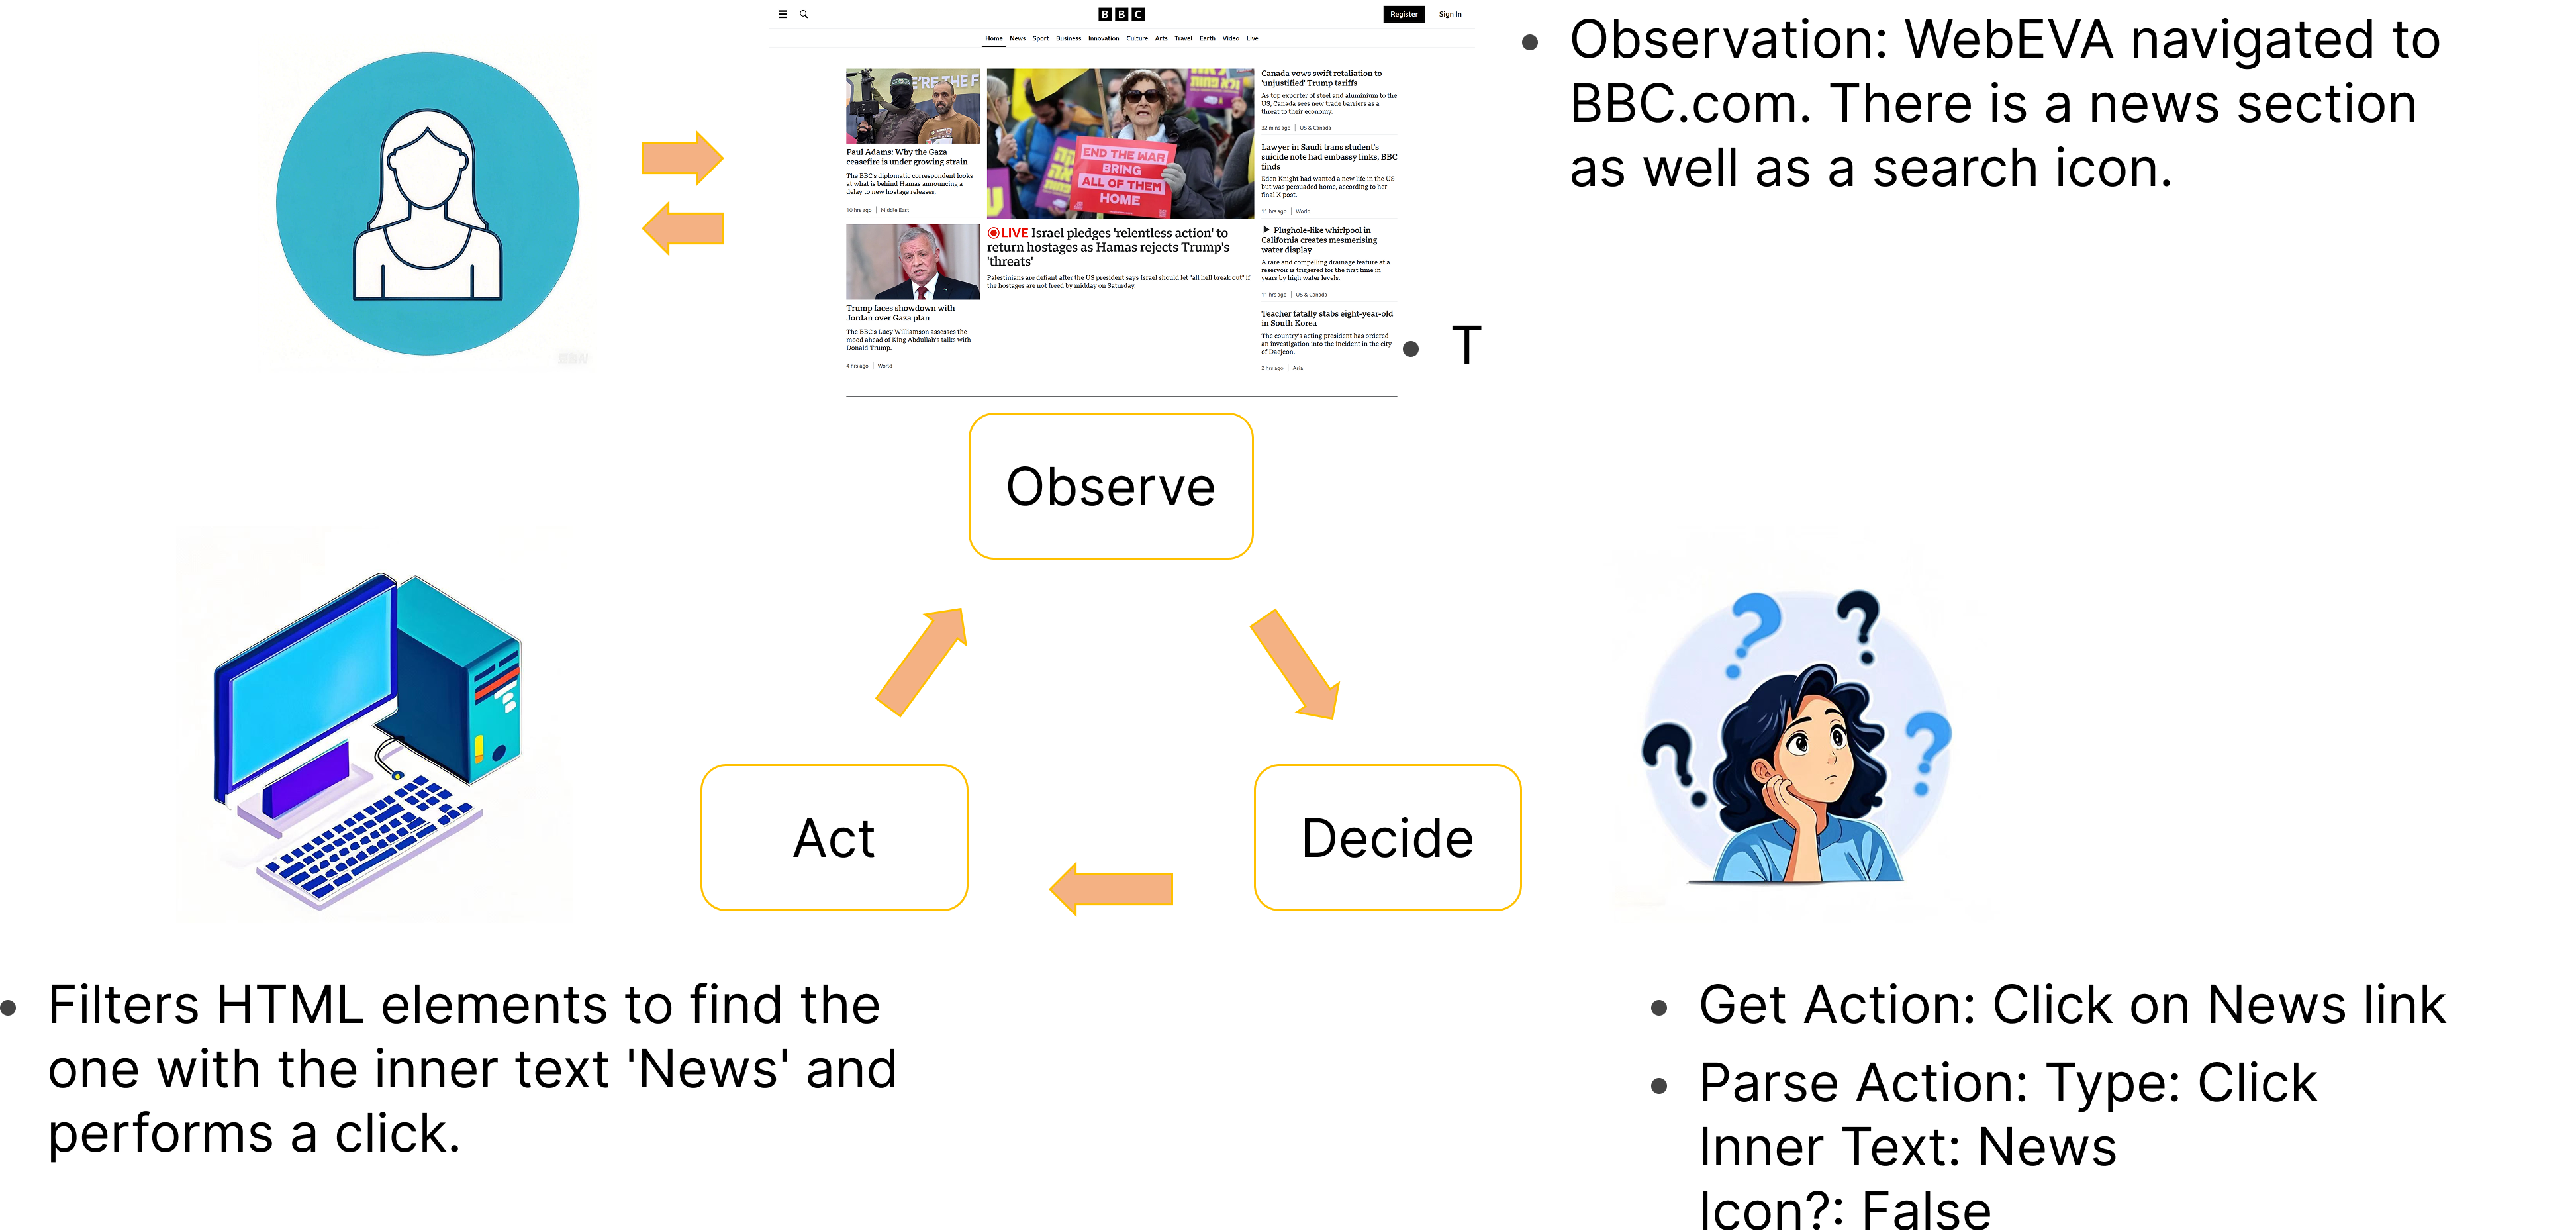 BBC
Register
Sign In
Home News Sport Business Innovation Culture Arts Travel Earth Video Live
WE'RE THE F
Paul Adams: Why the Gaza
ceasefire is under growing strain
The BBC's diplomatic correspondent looks
at what is behind Hamas announcing a
delay to new hostage releases.
10 hrs ago | Middle East
Trump faces showdown with
Jordan over Gaza plan
The BBC's Lucy Williamson assesses the
mood ahead of King Abdullah's talks with
Donald Trump.
4 hrs ago | World
END THE WAR
BRING
ALL OF THEM
HOME
LIVE Israel pledges 'relentless action' to
return hostages as Hamas rejects Trump's
'threats'
Palestinians are defiant after the US president says Israel should let "all hell break out" if
the hostages are not freed by midday on Saturday.
Canada vows swift retaliation to
'unjustified' Trump tariffs
As top exporter of steel and aluminium to the
US, Canada sees new trade barriers as a
threat to their economy.
32 mins ago | US & Canada
Lawyer in Saudi trans student's
suicide note had embassy links, BBC
finds
Eden Knight had wanted a new life in the US
but was persuaded home, according to her
final X post.
11 hrs ago | World
Plughole-like whirlpool in
California creates mesmerising
water display
A rare and compelling drainage feature at a
reservoir is triggered for the first time in
years by high water levels.
11 hrs ago | US & Canada
Teacher fatally stabs eight-year-old
in South Korea
The country's acting president has ordered
an investigation into the incident in the city
of Daejeon.
2 hrs ago | Asia
• Observation: WebEVA navigated to
BBC.com. There is a news section
as well as a search icon.
• T
Observe
Act
Decide
• Filters HTML elements to find the
one with the inner text 'News' and
performs a click.
• Get Action: Click on News link
• Parse Action: Type: Click
Inner Text: News
Icon?: False